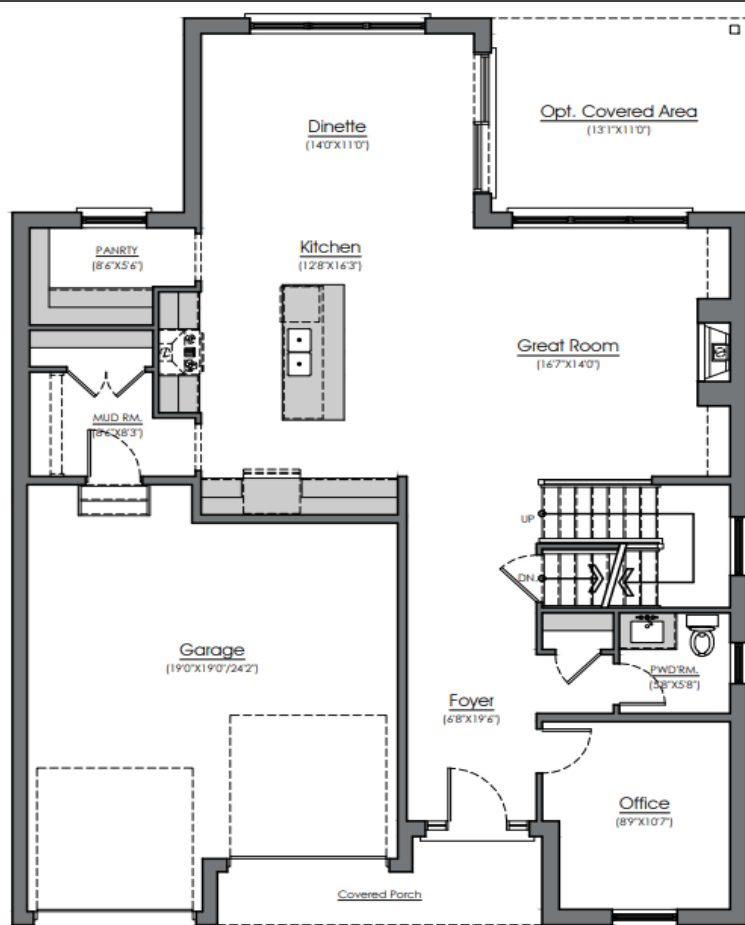 Dinette
(14'0"X11'0")
Opt. Covered Area
(13'1"X11'0")
PANRTY
(8'6"X5'6")
Kitchen
(12'8"X16'3")
Great Room
(16'7"X14'0")
MUD RM.
(8'6"X8'3")
UP
DN.
Garage
(19'0"X19'0"/24'2")
PWD'RM.
(5'8"X5'8")
Foyer
(6'8"X19'6")
Office
(8'9"X10'7")
Covered Porch